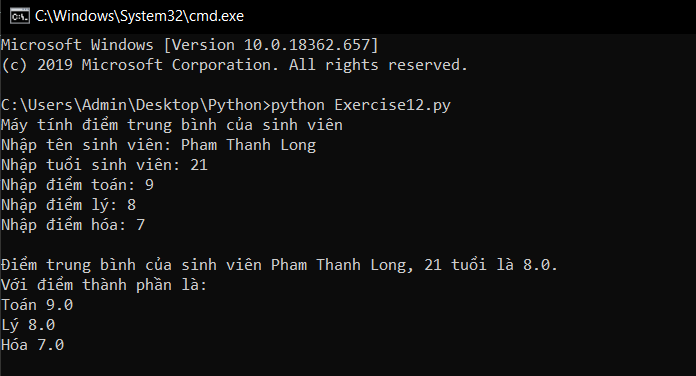 C:\Windows\System32\cmd.exe
Microsoft Windows [Version 10.0.18362.657]
(c) 2019 Microsoft Corporation. All rights reserved.
C:\Users\Admin\Desktop\Python>python Exercise12.py
Máy tính điểm trung bình của sinh viên
Nhập tên sinh viên: Pham Thanh Long
Nhập tuổi sinh viên: 21
Nhập điểm toán: 9
Nhập điểm lý: 8
Nhập điểm hóa: 7
Điểm trung bình của sinh viên Pham Thanh Long, 21 tuổi là 8.0.
Với điểm thành phần là:
Toán 9.0
Lý 8.0
Hóa 7.0